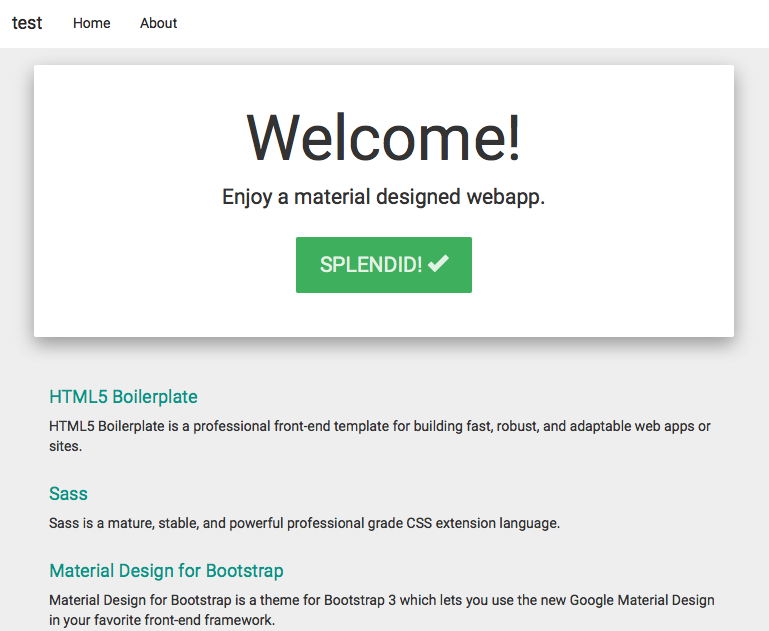 test Home About
Welcome!
Enjoy a material designed webapp.
SPLENDID!
HTML5 Boilerplate
HTML5 Boilerplate is a professional front-end template for building fast, robust, and adaptable web apps or
sites.
Sass
Sass is a mature, stable, and powerful professional grade CSS extension language.
Material Design for Bootstrap
Material Design for Bootstrap is a theme for Bootstrap 3 which lets you use the new Google Material Design
in your favorite front-end framework.